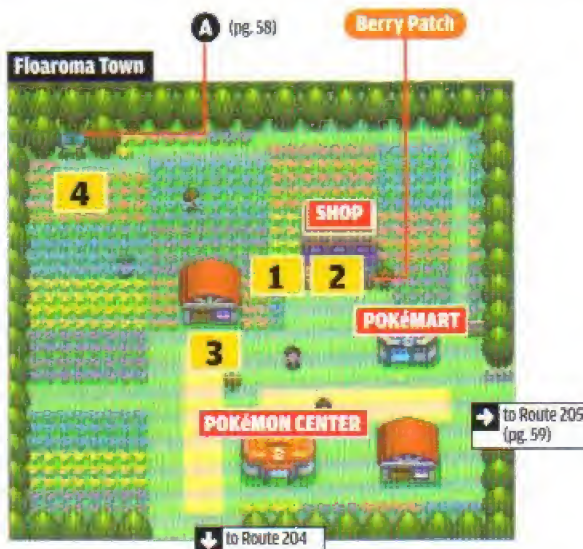 A (pg. 58)
Berry Patch
Floaroma Town
4
SHOP
1
2
POKéMART
3
POKéMON CENTER
to Route 205
(pg. 59)
to Route 204